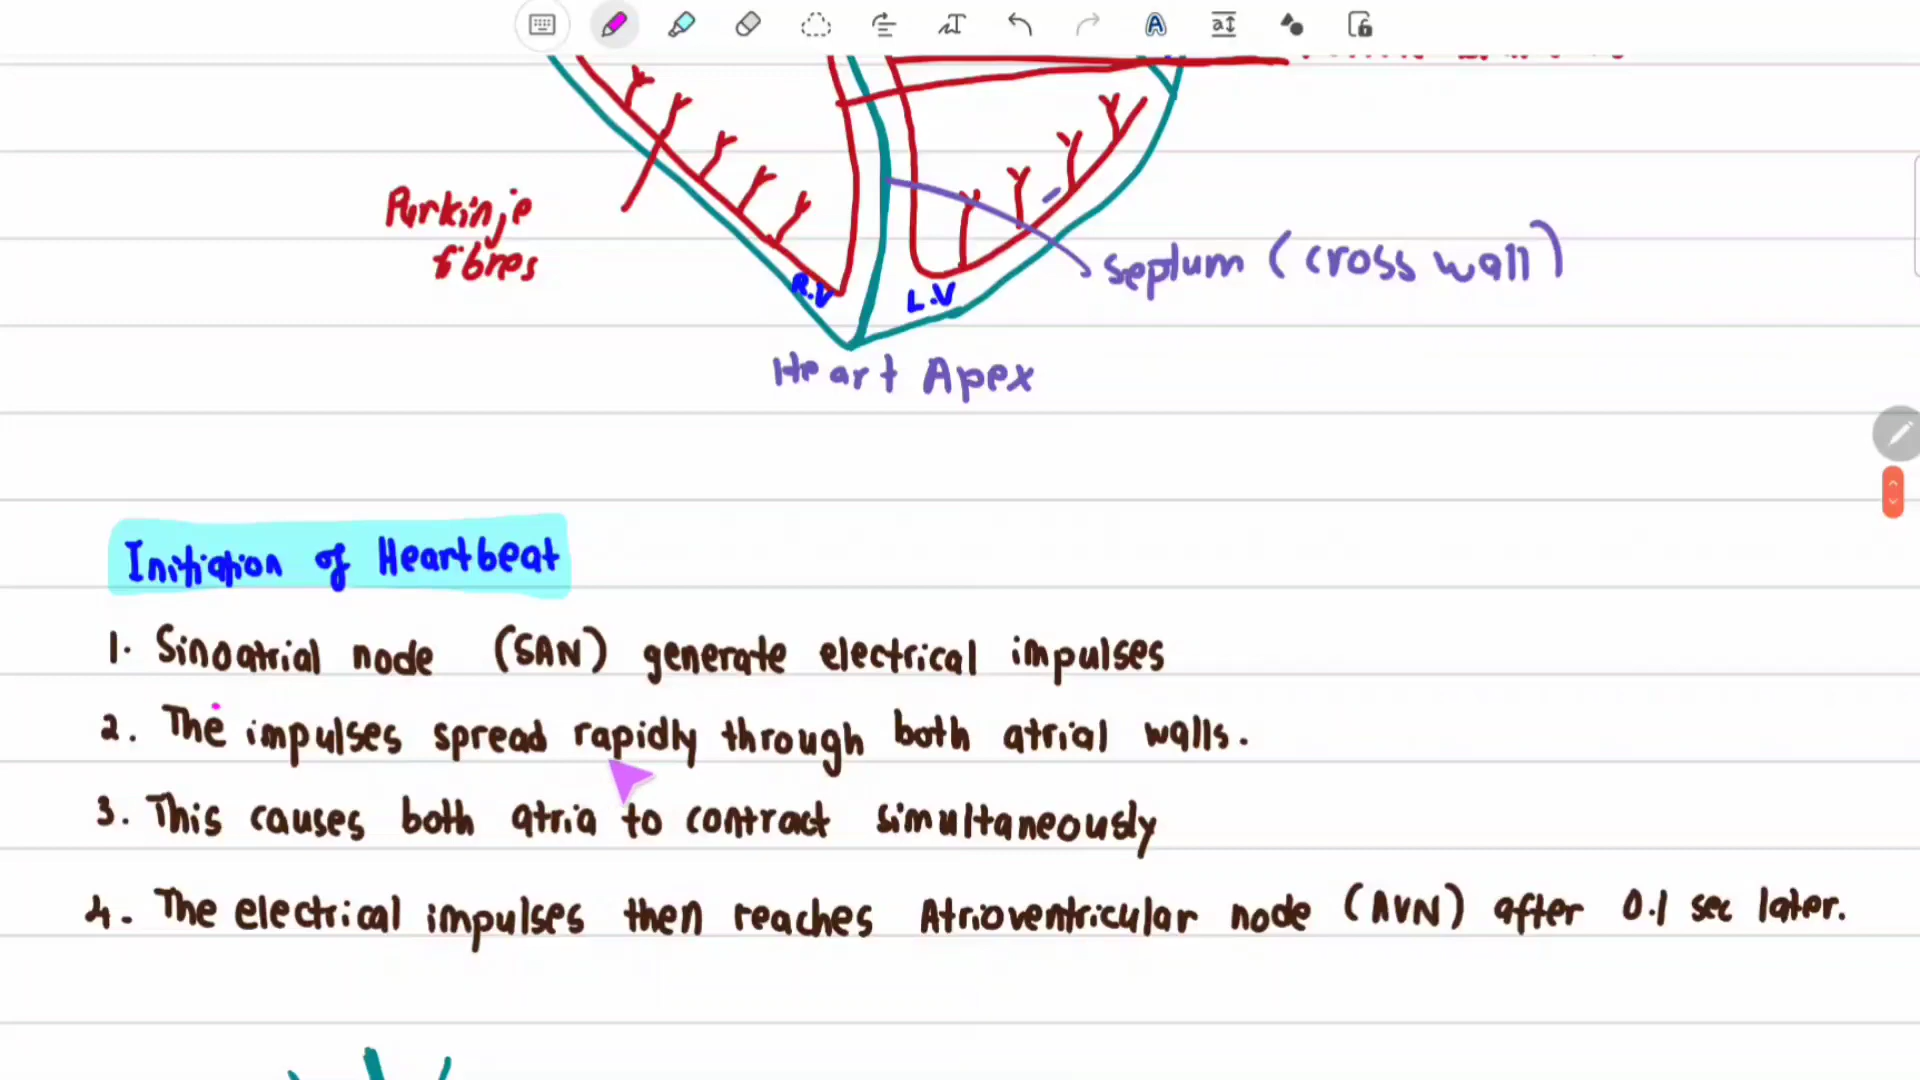 Purkinje
fibres
septum (cross wall)
R.V
L.V
Heart Apex
Initiation of Heartbeat
1. Sinoatrial node (SAN) generate electrical impulses
2. The impulses spread rapidly through both atrial walls.
3. This causes both atria to contract simultaneously
4. The electrical impulses then reaches Atrioventricular node (AVN) after 0.1 sec later.